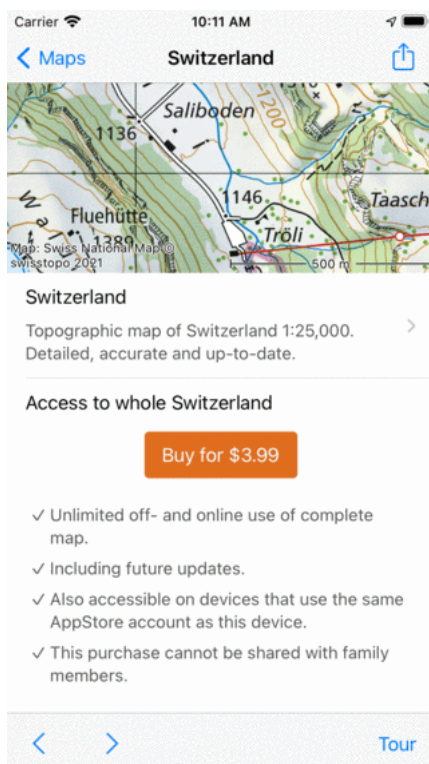 Carrier 10:11 AM
Maps Switzerland
Saliboden
1200
1136
Wa
Fluehütte
1146
Taasch
Tröli
1389
Map: Swiss National Map ©
swisstopo 2021
500 m
Switzerland
Topographic map of Switzerland 1:25,000.
Detailed, accurate and up-to-date.
Access to whole Switzerland
Buy for $3.99
✓ Unlimited off- and online use of complete
map.
✓ Including future updates.
✓ Also accessible on devices that use the same
AppStore account as this device.
✓ This purchase cannot be shared with family
members.
Tour